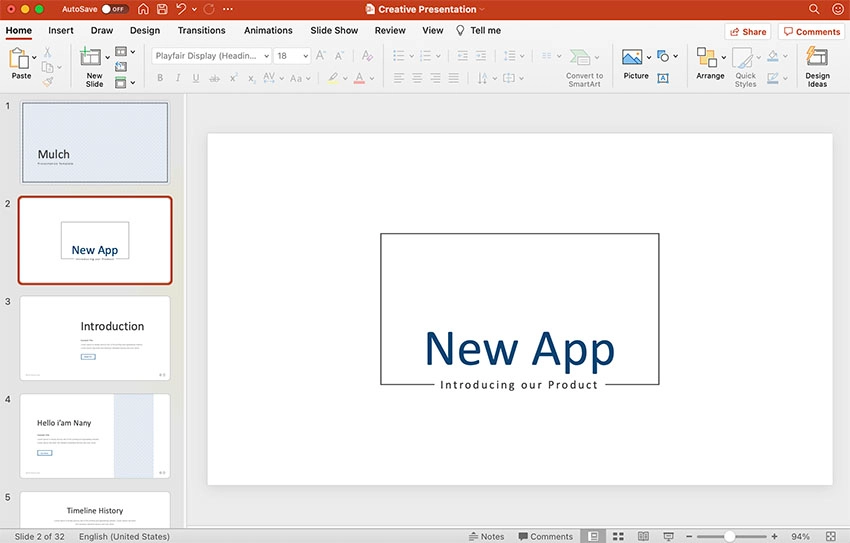 AutoSave OFF
Creative Presentation
Home Insert Draw Design Transitions Animations Slide Show Review View Tell me Share Comments
Paste New Slide Playfair Display (Headin... 18 Convert to SmartArt Picture Arrange Quick Styles Design Ideas
1
Mulch
Presentation Template
2
New App
Introducing our Product
3
Introduction
4
Hello i'am Nany
5
Timeline History
New App
Introducing our Product
Slide 2 of 32 English (United States) Notes Comments 94%